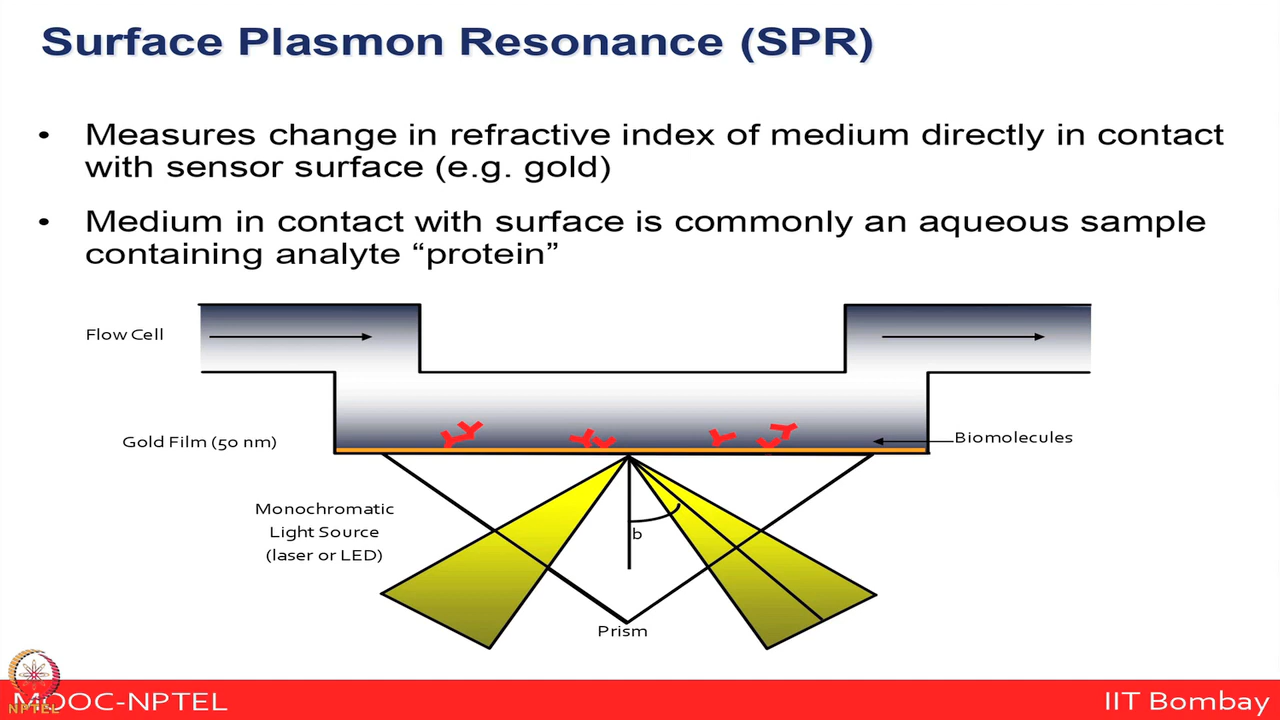 Surface Plasmon Resonance (SPR)
• Measures change in refractive index of medium directly in contact
with sensor surface (e.g. gold)
• Medium in contact with surface is commonly an aqueous sample
containing analyte “protein”
Flow Cell
Gold Film (50 nm)
Biomolecules
Monochromatic
Light Source
(laser or LED)
b
Prism
NPTEL
MOOC-NPTEL
IIT Bombay